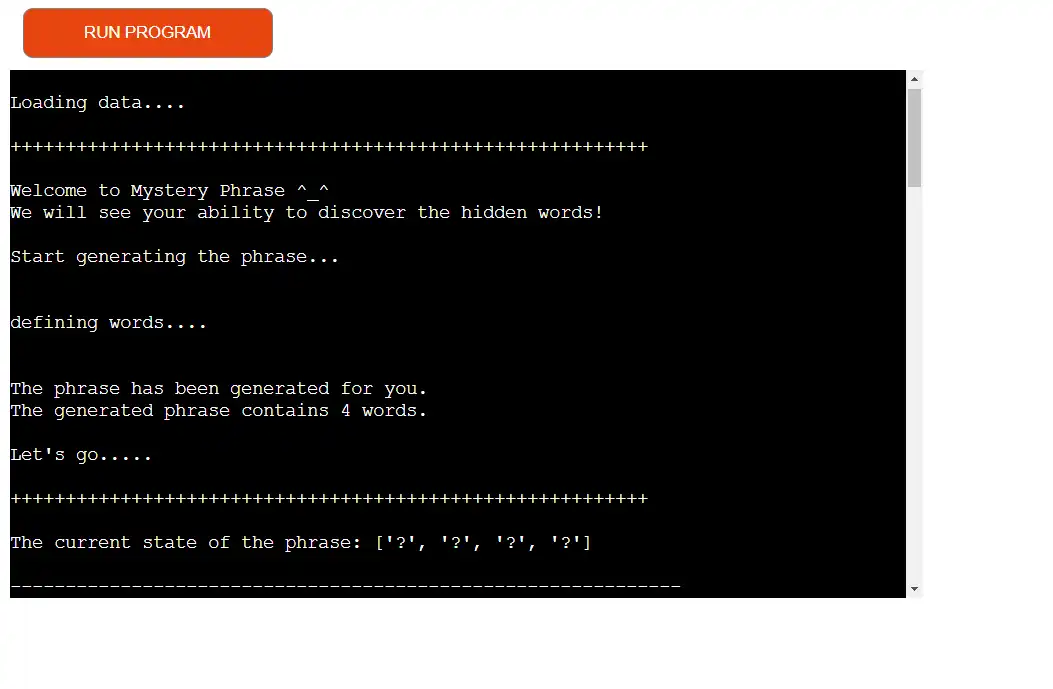 RUN PROGRAM
Loading data....
++++++++++++++++++++++++++++++++++++++++++++++++++++++++++
Welcome to Mystery Phrase ^_^
We will see your ability to discover the hidden words!
Start generating the phrase...
defining words....
The phrase has been generated for you.
The generated phrase contains 4 words.
Let's go.....
++++++++++++++++++++++++++++++++++++++++++++++++++++++++++
The current state of the phrase: ['?', '?', '?', '?']
-------------------------------------------------------------